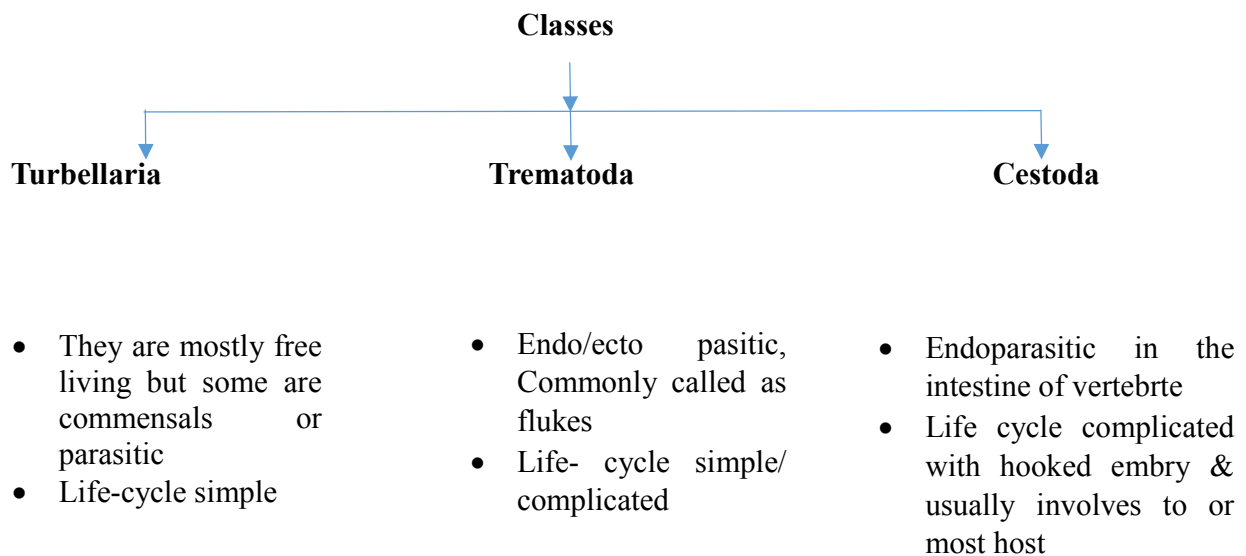 Classes
Turbellaria
Trematoda
Cestoda
• They are mostly free
living but some are
commensals or
parasitic
• Life-cycle simple
• Endo/ecto pasitic,
Commonly called as
flukes
• Life- cycle simple/
complicated
• Endoparasitic in the
intestine of vertebrte
• Life cycle complicated
with hooked embry &
usually involves to or
most host